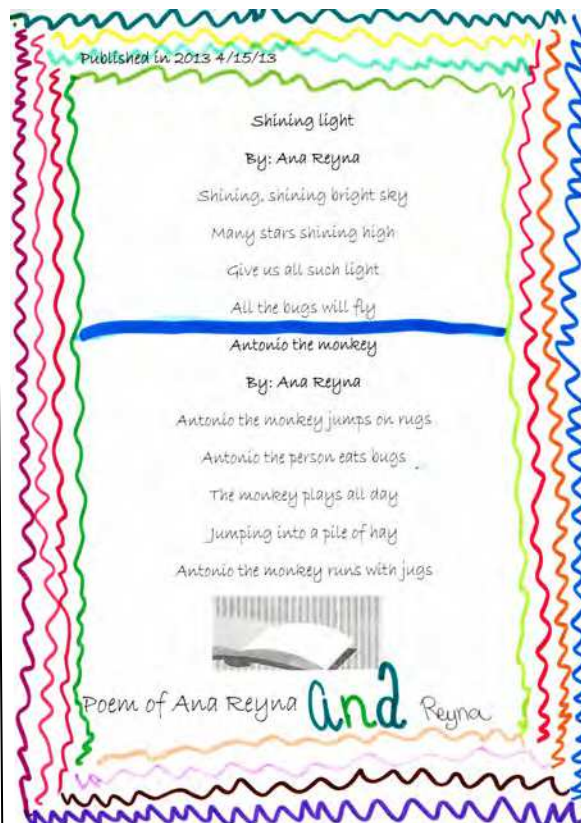 Published in 2013 4/15/13
Shining light
By: Ana Reyna
Shining, shining bright sky
Many stars shining high
Give us all such light
All the bugs will fly
Antonio the monkey
By: Ana Reyna
Antonio the monkey jumps on rugs
Antonio the person eats bugs
The monkey plays all day
Jumping into a pile of hay
Antonio the monkey runs with jugs
Poem of Ana Reyna and Reyna